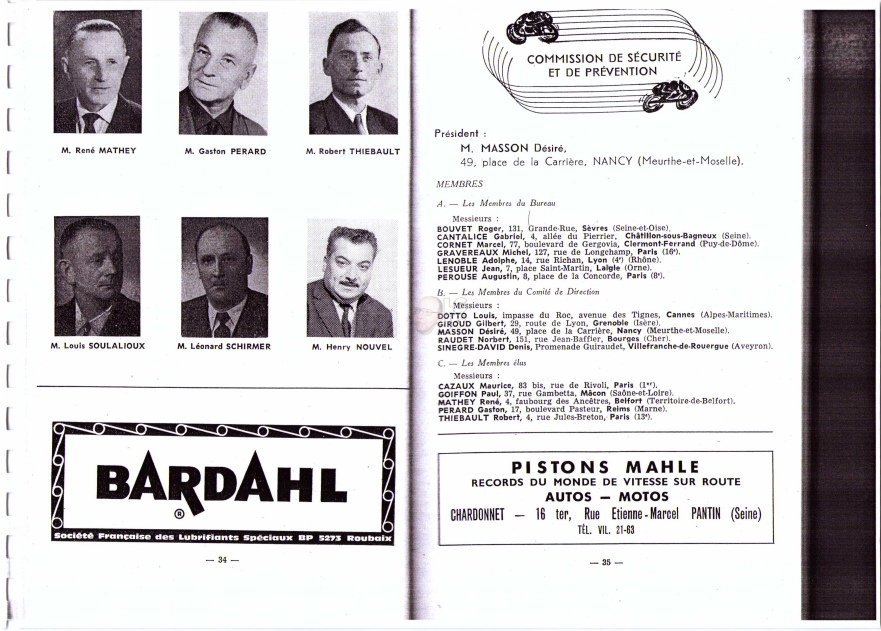 M. René MATHEY
M. Gaston PERARD
M. Robert THIEBAULT
M. Louis SOULALIOUX
M. Léonard SCHIRMER
M. Henry NOUVEL
BARDAHL
®
Société Française des Lubrifiants Spéciaux BP 5273 Roubaix
— 34 —
COMMISSION DE SÉCURITÉ
ET DE PRÉVENTION
Président :
M. MASSON Désiré,
49, place de la Carrière, NANCY (Meurthe-et-Moselle).
MEMBRES
A. — Les Membres du Bureau
Messieurs :
BOUVET Roger, 131, Grande-Rue, Sèvres (Seine-et-Oise).
CANTALICE Gabriel, 4, allée du Pierrier, Châtillon-sous-Bagneux (Seine).
CORNET Marcel, 77, boulevard de Gergovia, Clermont-Ferrand (Puy-de-Dôme).
GRAVEREAUX Michel, 127, rue de Longchamp, Paris (16e).
LENOBLE Adolphe, 14, rue Richan, Lyon (4e) (Rhône).
LESUEUR Jean, 7, place Saint-Martin, Laigle (Orne).
PEROUSE Augustin, 8, place de la Concorde, Paris (8e).
B. — Les Membres du Comité de Direction
Messieurs :
DOTTO Louis, impasse du Roc, avenue des Tignes, Cannes (Alpes-Maritimes).
GIROUD Gilbert, 29, route de Lyon, Grenoble (Isère).
MASSON Désiré, 49, place de la Carrière, Nancy (Meurthe-et-Moselle).
RAUDET Norbert, 151, rue Jean-Baffier, Bourges (Cher).
SINEGRE-DAVID Denis, Promenade Guiraudet, Villefranche-de-Rouergue (Aveyron).
C. — Les Membres élus
Messieurs :
CAZAUX Maurice, 83 bis, rue de Rivoli, Paris (1er).
GOIFFON Paul, 37, rue Gambetta, Mâcon (Saône-et-Loire).
MATHEY René, 4, faubourg des Ancêtres, Belfort (Territoire-de-Belfort).
PERARD Gaston, 17, boulevard Pasteur, Reims (Marne).
THIEBAULT Robert, 4, rue Jules-Breton, Paris (13e).
PISTONS MAHLE
RECORDS DU MONDE DE VITESSE SUR ROUTE
AUTOS — MOTOS
CHARDONNET — 16 ter, Rue Etienne-Marcel PANTIN (Seine)
TÉL. VIL. 21-63
— 35 —